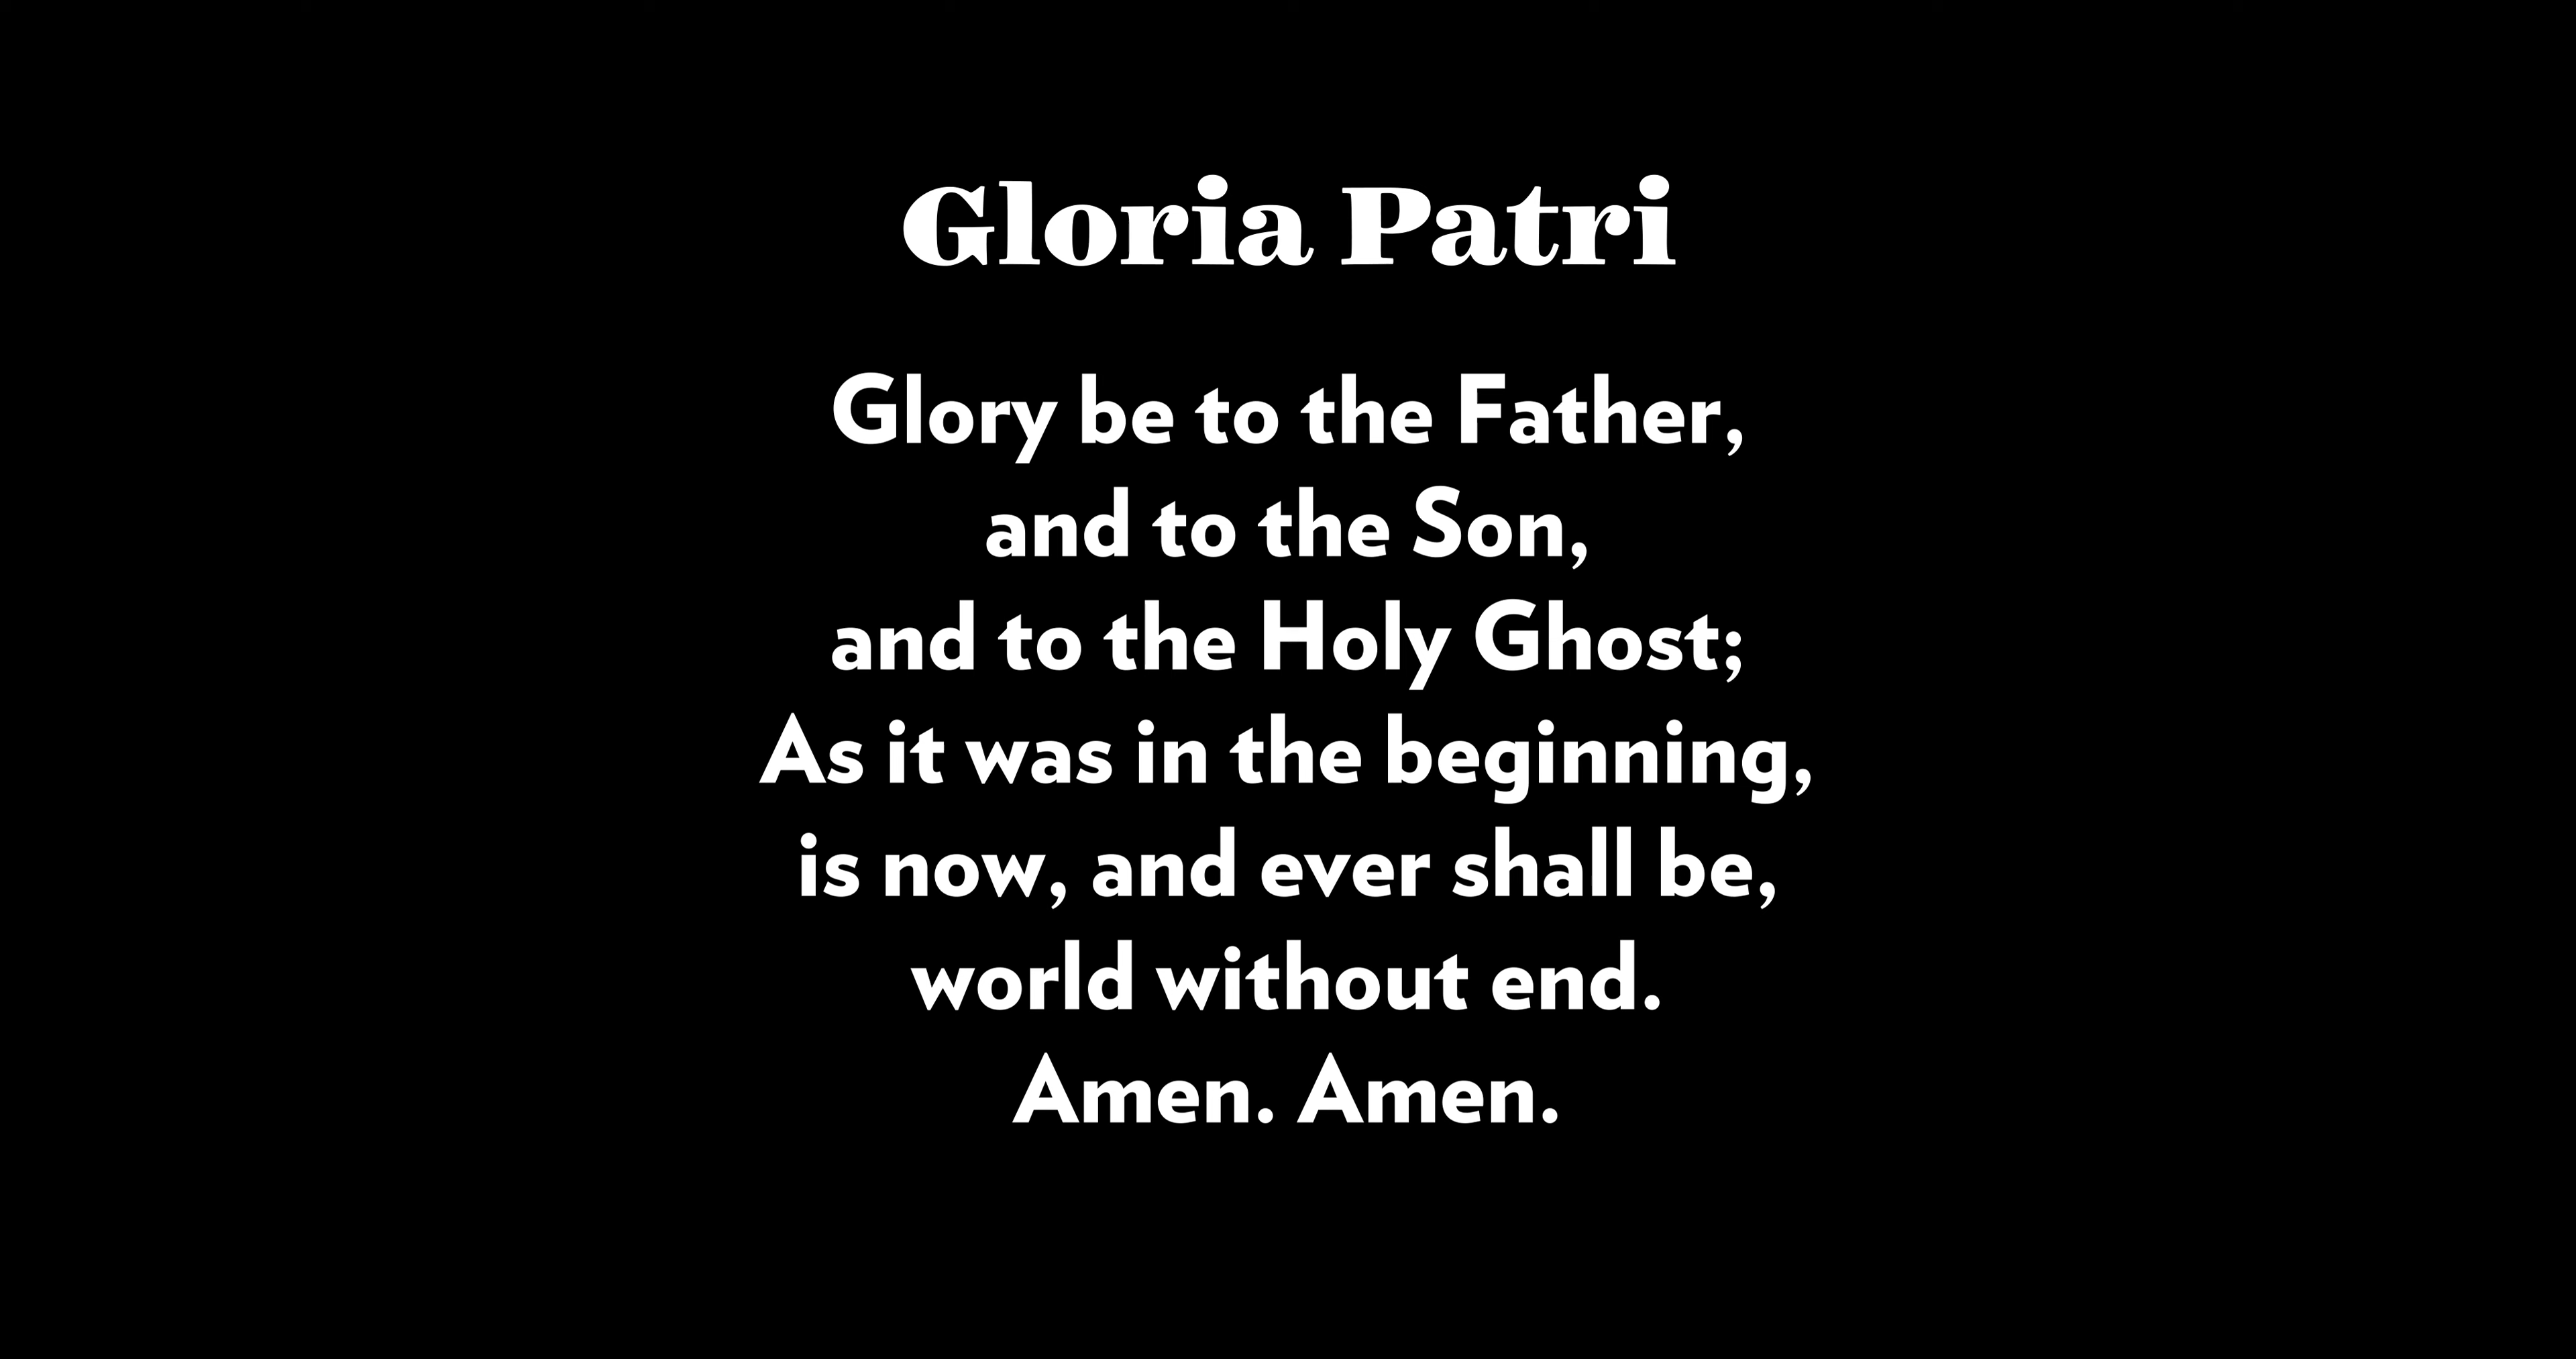 Gloria Patri
Glory be to the Father,
and to the Son,
and to the Holy Ghost;
As it was in the beginning,
is now, and ever shall be,
world without end.
Amen. Amen.